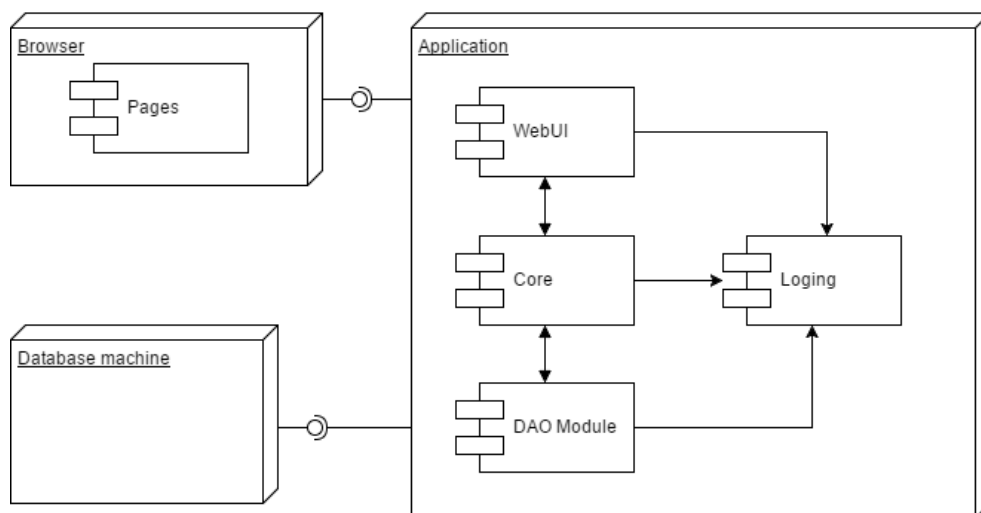 Browser
Pages
Application
WebUI
Core
Loging
Database machine
DAO Module